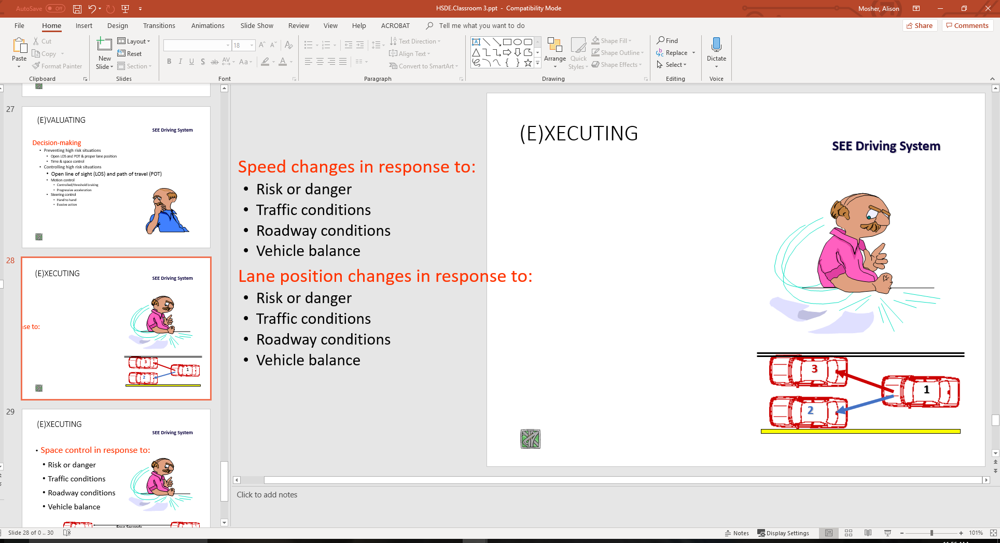 AutoSave Off
HSDE.Classroom 3.ppt - Compatibility Mode
Mosher, Alison
File Home Insert Design Transitions Animations Slide Show Review View Help ACROBAT Tell me what you want to do
Share Comments
Paste
Cut
Copy
Format Painter
Clipboard
New
Slide
Layout
Reset
Section
Slides
18
B I U S ab AV Aa A
Font
Text Direction
Align Text
Convert to SmartArt
Paragraph
Arrange
Quick
Styles
Shape Fill
Shape Outline
Shape Effects
Drawing
Find
Replace
Select
Editing
Dictate
Voice
27
(E)VALUATING
SEE Driving System
Decision-making
• Preventing high risk situations
• Open LOS and POT & proper lane position
• Time & space control
• Controlling high risk situations
• Open line of sight (LOS) and path of travel (POT)
• Motion control
• Controlled/threshold braking
• Progressive acceleration
• Steering control
• Hand to hand
• Evasive action
28
(E)XECUTING
SEE Driving System
se to:
3
1
2
29
(E)XECUTING
SEE Driving System
• Space control in response to:
• Risk or danger
• Traffic conditions
• Roadway conditions
• Vehicle balance
Four Seconds
(E)XECUTING
SEE Driving System
Speed changes in response to:
• Risk or danger
• Traffic conditions
• Roadway conditions
• Vehicle balance
Lane position changes in response to:
• Risk or danger
• Traffic conditions
• Roadway conditions
• Vehicle balance
3
1
2
Click to add notes
Slide 28 of 0 .. 30
Notes Display Settings 101%